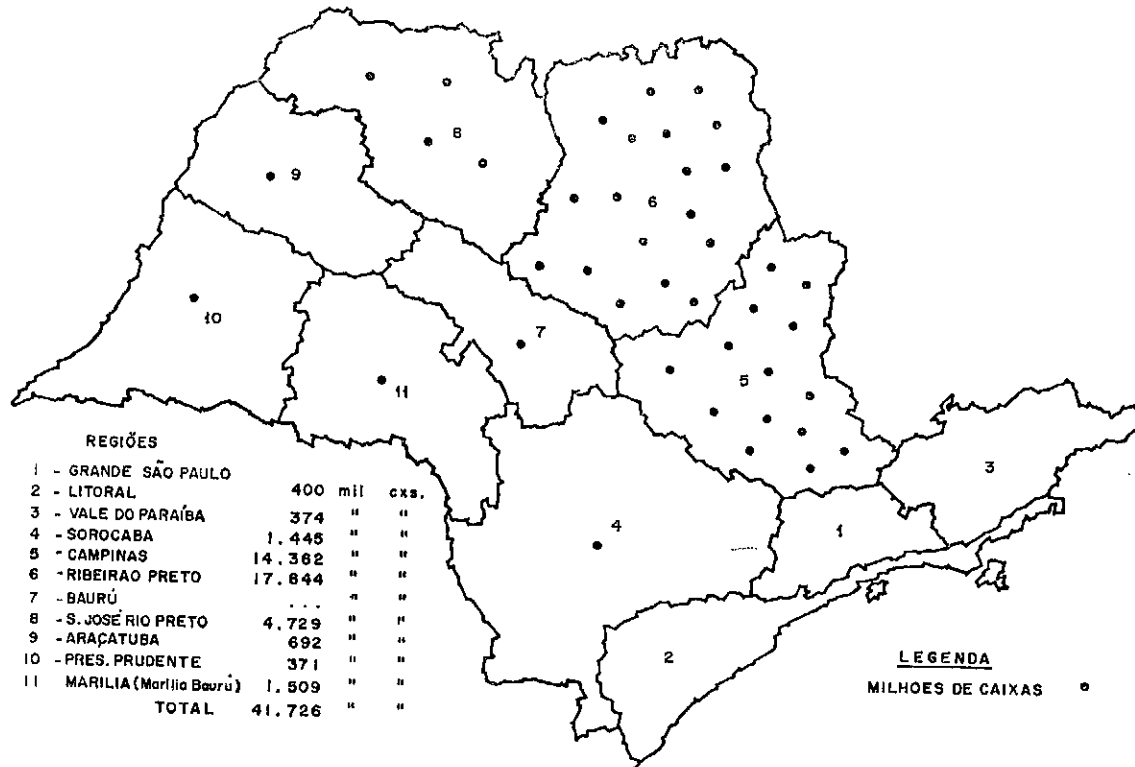 8
9
6
10
7
11
5
3
4
1
2
REGIÕES
1 - GRANDE SÃO PAULO
2 - LITORAL 400 mil cxs.
3 - VALE DO PARAÍBA 374 " "
4 - SOROCABA 1.445 " "
5 - CAMPINAS 14.362 " "
6 - RIBEIRAO PRETO 17.844 " "
7 - BAURÚ ... " "
8 - S. JOSÉ RIO PRETO 4.729 " "
9 - ARAÇATUBA 692 " "
10 - PRES. PRUDENTE 371 " "
11 MARILIA (Marília Baurú) 1.509 " "
TOTAL 41.726 " "
LEGENDA
MILHOES DE CAIXAS